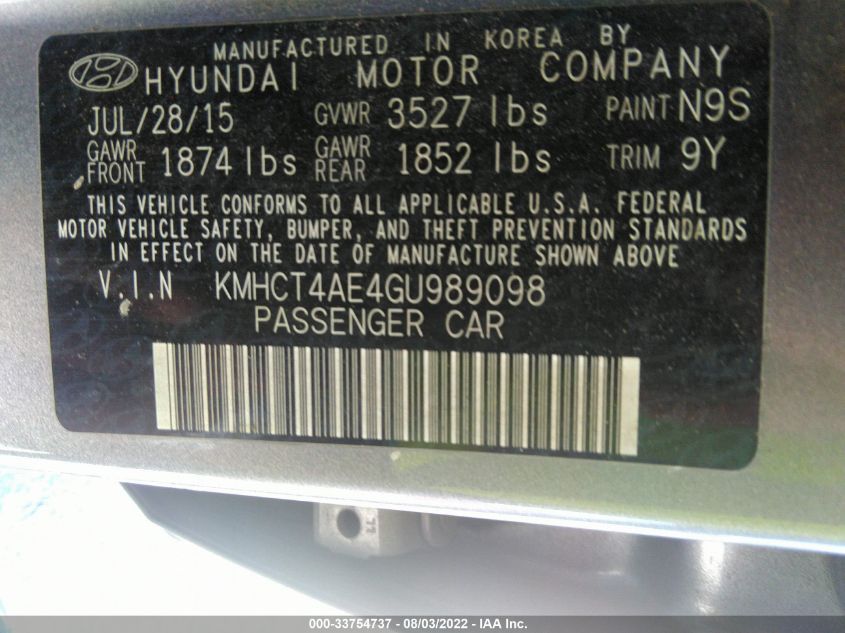 MANUFACTURED IN KOREA BY
HYUNDAI MOTOR COMPANY
JUL/28/15 GVWR 3527 lbs PAINT N9S
GAWR FRONT 1874 lbs GAWR REAR 1852 lbs TRIM 9Y
THIS VEHICLE CONFORMS TO ALL APPLICABLE U.S.A. FEDERAL
MOTOR VEHICLE SAFETY, BUMPER, AND THEFT PREVENTION STANDARDS
IN EFFECT ON THE DATE OF MANUFACTURE SHOWN ABOVE
V.I.N KMHCT4AE4GU989098
PASSENGER CAR
11
000-33754737 - 08/03/2022 - IAA Inc.